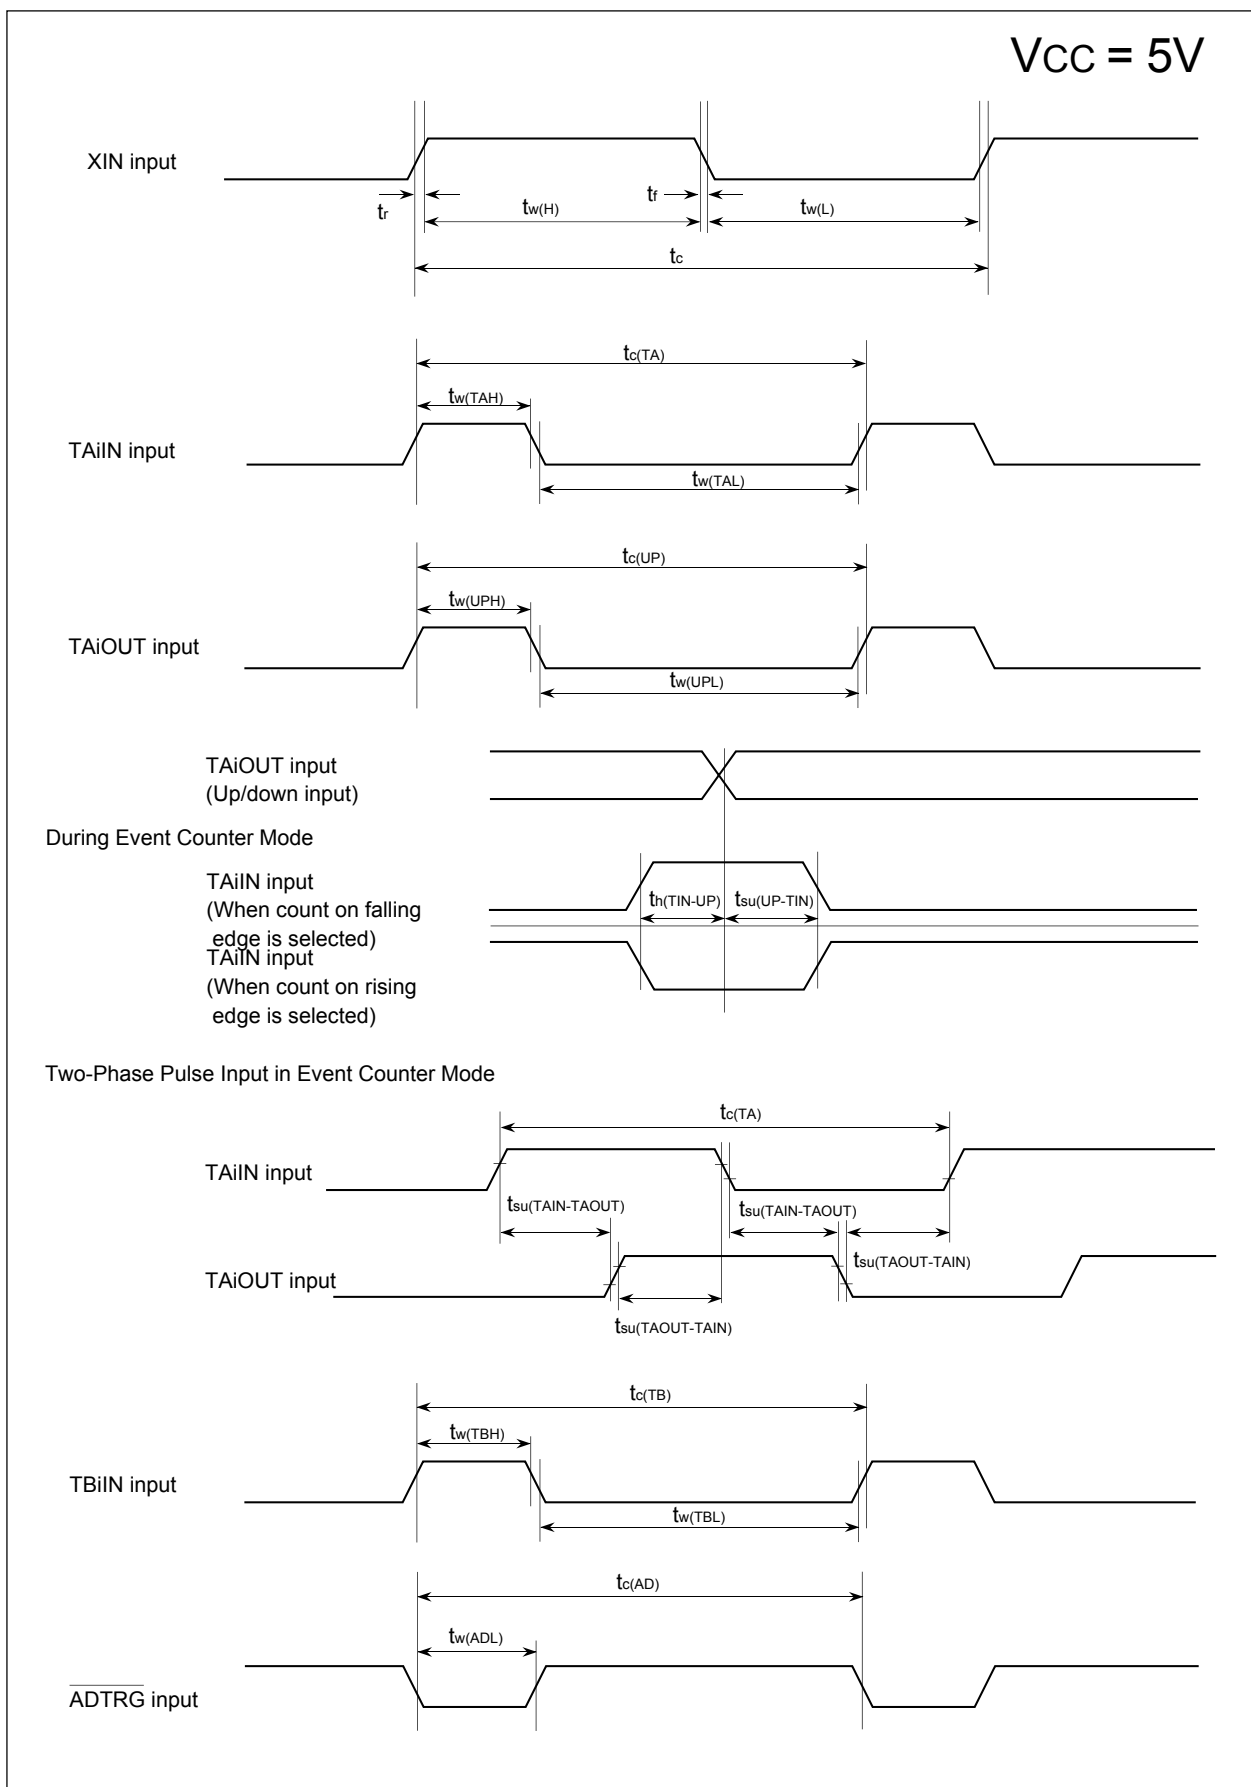 VCC = 5V
XIN input
tr
tw(H)
tf
tw(L)
tc
tc(TA)
tw(TAH)
TAiIN input
tw(TAL)
tc(UP)
tw(UPH)
TAiOUT input
tw(UPL)
TAiOUT input
(Up/down input)
During Event Counter Mode
TAiIN input
(When count on falling
edge is selected)
th(TIN-UP)
tsu(UP-TIN)
TAiIN input
(When count on rising
edge is selected)
Two-Phase Pulse Input in Event Counter Mode
tc(TA)
TAiIN input
tsu(TAIN-TAOUT)
tsu(TAIN-TAOUT)
tsu(TAOUT-TAIN)
TAiOUT input
tsu(TAOUT-TAIN)
tc(TB)
tw(TBH)
TBiIN input
tw(TBL)
tc(AD)
tw(ADL)
ADTRG input